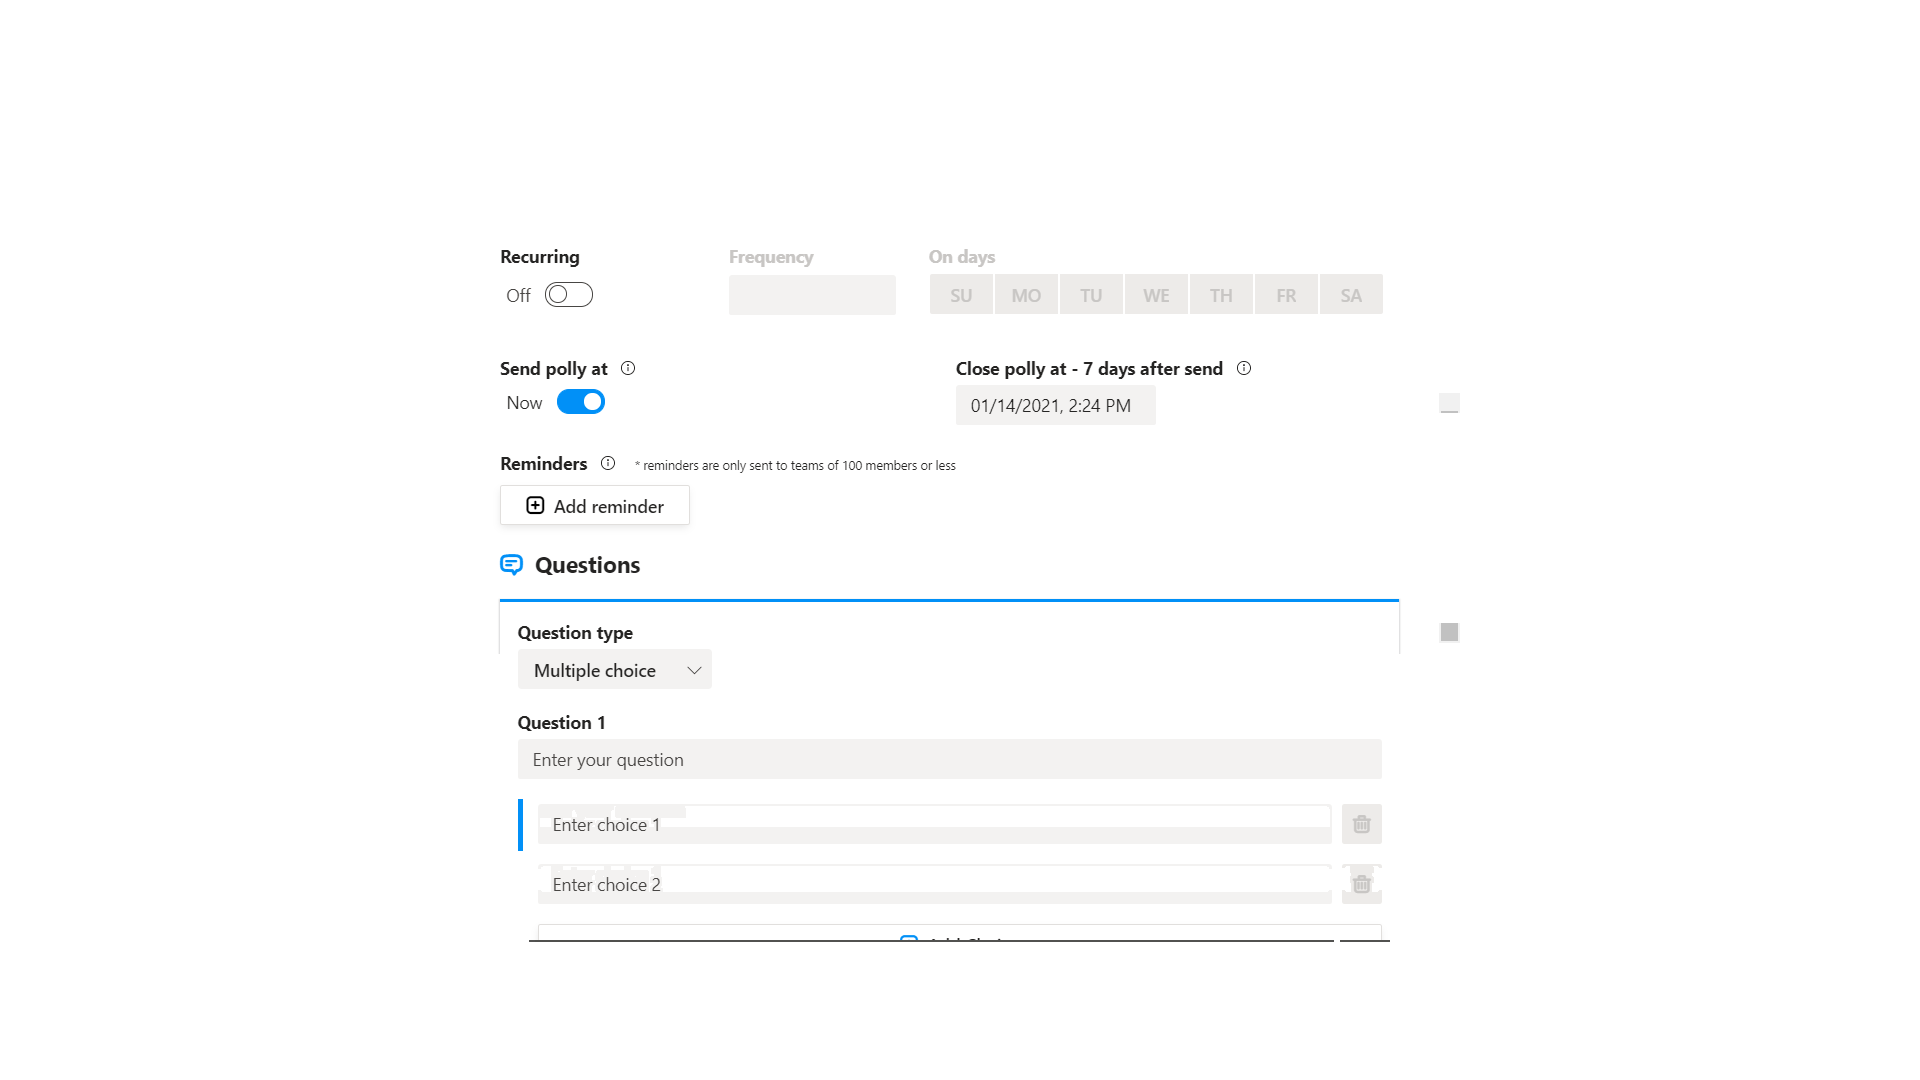 Recurring Frequency On days
Off SU MO TU WE TH FR SA
Send polly at Close polly at - 7 days after send
Now 01/14/2021, 2:24 PM
Reminders * reminders are only sent to teams of 100 members or less
Add reminder
Questions
Question type
Multiple choice
Question 1
Enter your question
Enter choice 1
Enter choice 2